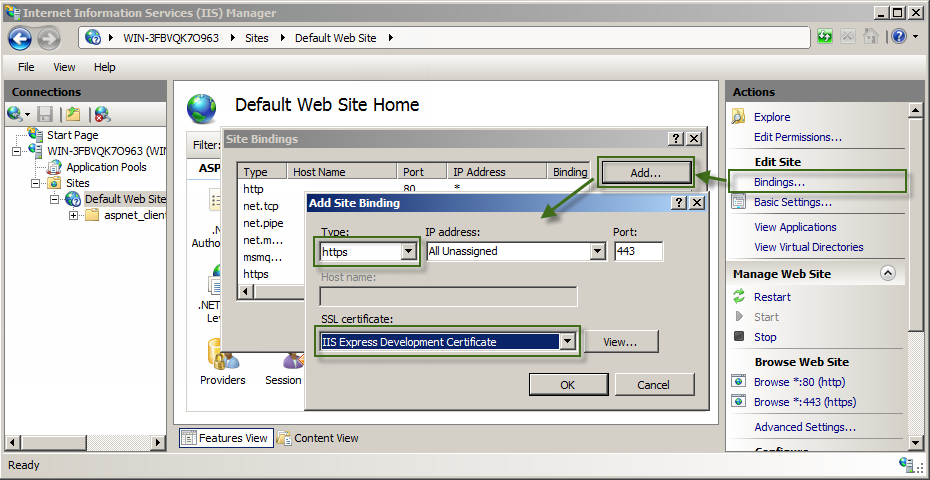 Internet Information Services (IIS) Manager
WIN-3FBVQK7O963 Sites Default Web Site
File View Help
Connections
Start Page
WIN-3FBVQK7O963 (WIN
Application Pools
Sites
Default Web Site
aspnet_clien
Default Web Site Home
Filter:
ASP
.NET
Autho
.NET
Le
Providers
Session
Features View
Content View
Site Bindings
Type Host Name Port IP Address Binding
http 80 *
net.tcp
net.pipe
net.m...
msmq...
https
Add...
Add Site Binding
Type: IP address: Port:
https All Unassigned 443
Host name:
SSL certificate:
IIS Express Development Certificate View...
OK Cancel
Actions
Explore
Edit Permissions...
Edit Site
Bindings...
Basic Settings...
View Applications
View Virtual Directories
Manage Web Site
Restart
Start
Stop
Browse Web Site
Browse *:80 (http)
Browse *:443 (https)
Advanced Settings...
Configure
Ready